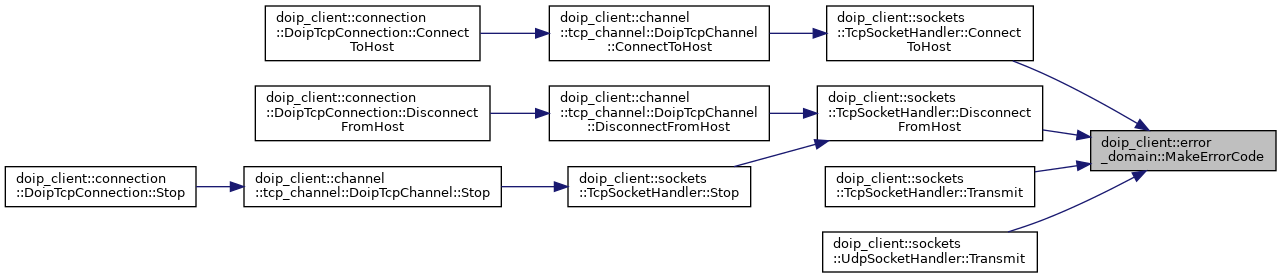 doip_client::connection
::DoipTcpConnection::Connect
ToHost
doip_client::channel
::tcp_channel::DoipTcpChannel
::ConnectToHost
doip_client::sockets
::TcpSocketHandler::Connect
ToHost
doip_client::connection
::DoipTcpConnection::Disconnect
FromHost
doip_client::channel
::tcp_channel::DoipTcpChannel
::DisconnectFromHost
doip_client::sockets
::TcpSocketHandler::Disconnect
FromHost
doip_client::error
_domain::MakeErrorCode
doip_client::connection
::DoipTcpConnection::Stop
doip_client::channel
::tcp_channel::DoipTcpChannel::Stop
doip_client::sockets
::TcpSocketHandler::Stop
doip_client::sockets
::TcpSocketHandler::Transmit
doip_client::sockets
::UdpSocketHandler::Transmit